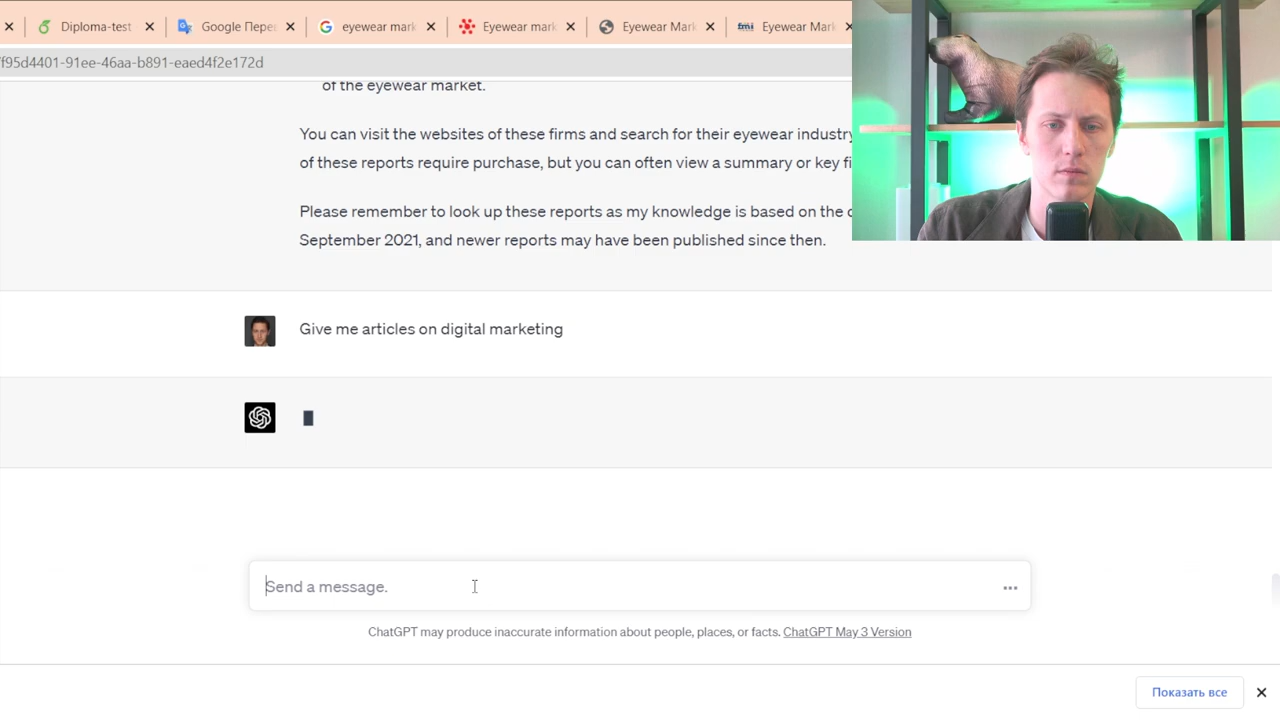 Diploma-test
Google Пере
eyewear mark
Eyewear mark
Eyewear Mark
fmi Eyewear Mark
f95d4401-91ee-46aa-b891-eaed4f2e172d
of the eyewear market.
You can visit the websites of these firms and search for their eyewear industry
of these reports require purchase, but you can often view a summary or key fi
Please remember to look up these reports as my knowledge is based on the
September 2021, and newer reports may have been published since then.
Give me articles on digital marketing
Send a message.
ChatGPT may produce inaccurate information about people, places, or facts. ChatGPT May 3 Version
Показать все